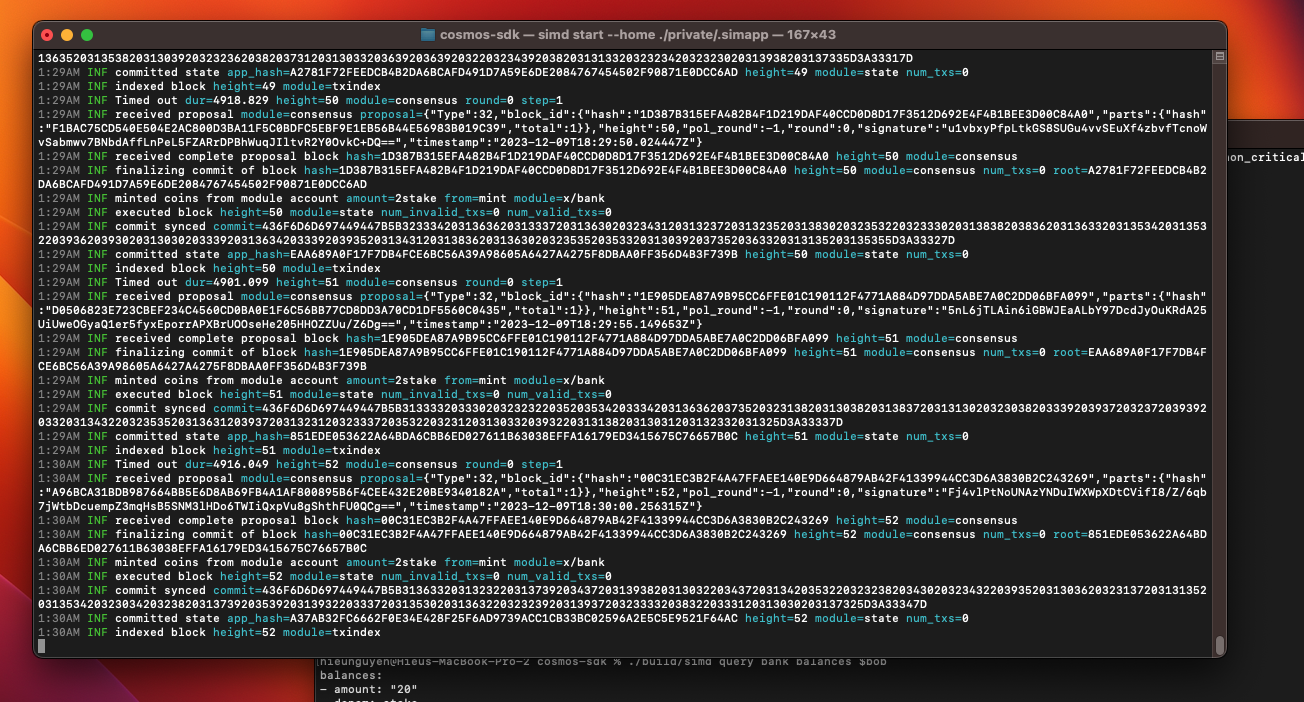 cosmos-sdk — simd start --home ./private/.simapp — 167×43
1:29AM INF committed state app_hash=A2781F72FEEDCB4B2DA6BCAFD491D7A59E6DE2084767454502F90871E0DCC6AD height=49 module=state num_txs=0
1:29AM INF indexed block height=49 module=txindex
1:29AM INF Timed out dur=4918.829 height=50 module=consensus round=0 step=1
1:29AM INF received proposal module=consensus proposal={"Type":32,"block_id":{"hash":"1D387B315EFA482B4F1D219DAF40CCD0D8D17F3512D692E4F4B1BEE3D00C84A0","parts":{"hash"
:"F1BAC75CD540E504E2AC800D3BA11F5C0BDFC5EBF9E1EB56B44E56983B019C39","total":1}},"height":50,"pol_round":-1,"round":0,"signature":"u1vbxyPfpLtkGS8SUGu4vvSEuXf4zbvfTcnoW
vSabmwv7BNbdAffLnPeL5FZARrDPBhWuqJIltvR2Y0OvkC+DQ==","timestamp":"2023-12-09T18:29:50.024447Z"}
1:29AM INF received complete proposal block hash=1D387B315EFA482B4F1D219DAF40CCD0D8D17F3512D692E4F4B1BEE3D00C84A0 height=50 module=consensus
1:29AM INF finalizing commit of block hash=1D387B315EFA482B4F1D219DAF40CCD0D8D17F3512D692E4F4B1BEE3D00C84A0 height=50 module=consensus num_txs=0 root=A2781F72FEEDCB4B2
DA6BCAFD491D7A59E6DE2084767454502F90871E0DCC6AD
1:29AM INF minted coins from module account amount=2stake from=mint module=x/bank
1:29AM INF executed block height=50 module=state num_invalid_txs=0 num_valid_txs=0
1:29AM INF commit synced
1:29AM INF committed state app_hash=EAA689A0F17F7DB4FCE6BC56A39A98605A6427A4275F8DBAA0FF356D4B3F739B height=50 module=state num_txs=0
1:29AM INF indexed block height=50 module=txindex
1:29AM INF Timed out dur=4901.099 height=51 module=consensus round=0 step=1
1:29AM INF received proposal module=consensus proposal={"Type":32,"block_id":{"hash":"1E905DEA87A9B95CC6FFE01C190112F4771A884D97DDA5ABE7A0C2DD06BFA099","parts":{"hash"
:"D0506823E723CBEF234C4560CB0A0E1F6C56BB77CD8DD3A70CD1DF5560C0435","total":1}},"height":51,"pol_round":-1,"round":0,"signature":"5nL6jTLAin6iGBWJEaALbY97DcdJyOuKRdA25
UiUweOGyaQ1er5fyxEporrAPXBrUOOseHe205HHOZZUu/Z6Dg==","timestamp":"2023-12-09T18:29:55.149653Z"}
1:29AM INF received complete proposal block hash=1E905DEA87A9B95CC6FFE01C190112F4771A884D97DDA5ABE7A0C2DD06BFA099 height=51 module=consensus
1:29AM INF finalizing commit of block hash=1E905DEA87A9B95CC6FFE01C190112F4771A884D97DDA5ABE7A0C2DD06BFA099 height=51 module=consensus num_txs=0 root=EAA689A0F17F7DB4F
CE6BC56A39A98605A6427A4275F8DBAA0FF356D4B3F739B
1:29AM INF minted coins from module account amount=2stake from=mint module=x/bank
1:29AM INF executed block height=51 module=state num_invalid_txs=0 num_valid_txs=0
1:29AM INF commit synced
1:29AM INF committed state app_hash=851EDE053622A64BDA6CBB6ED027611B63038EFFA16179ED3415675C76657B0C height=51 module=state num_txs=0
1:29AM INF indexed block height=51 module=txindex
1:30AM INF Timed out dur=4916.049 height=52 module=consensus round=0 step=1
1:30AM INF received proposal module=consensus proposal={"Type":32,"block_id":{"hash":"00C31EC3B2F4A47FFAEE140E9D664879AB42F41339944CC3D6A3830B2C243269","parts":{"hash"
:"A96BCA31BDB987664BB5E6D8AB69FB4A1AF800895B6F4CEE432E20BE9340182A","total":1}},"height":52,"pol_round":-1,"round":0,"signature":"Fj4vlPtNoUNAzYNDuIWXWpXDtCVifI8/Z/6qb
7jWtbDcuempZ3mqHsB5SNM3lHDo6TWIiQxpVu8gShthFU0QCg==","timestamp":"2023-12-09T18:30:00.256315Z"}
1:30AM INF received complete proposal block hash=00C31EC3B2F4A47FFAEE140E9D664879AB42F41339944CC3D6A3830B2C243269 height=52 module=consensus
1:30AM INF finalizing commit of block hash=00C31EC3B2F4A47FFAEE140E9D664879AB42F41339944CC3D6A3830B2C243269 height=52 module=consensus num_txs=0 root=851EDE053622A64BD
A6CBB6ED027611B63038EFFA16179ED3415675C76657B0C
1:30AM INF minted coins from module account amount=2stake from=mint module=x/bank
1:30AM INF executed block height=52 module=state num_invalid_txs=0 num_valid_txs=0
1:30AM INF commit synced
1:30AM INF committed state app_hash=A37AB32FC6662F0E34E428F25F6AD9739ACC1CB33BC02596A2E5C5E9521F64AC height=52 module=state num_txs=0
1:30AM INF indexed block height=52 module=txindex
hieunguyen@Hieus-MacBook-Pro-2 cosmos-sdk % ./build/simd query bank balances $bob
balances:
- amount: "20"
non_critical